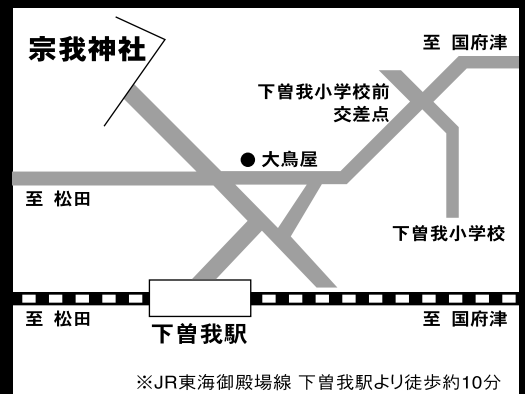 宗我神社
至 国府津
下曽我小学校前
交差点
● 大鳥屋
至 松田
下曽我小学校
至 松田
下曽我駅
至 国府津
※JR東海御殿場線 下曽我駅より徒歩約10分